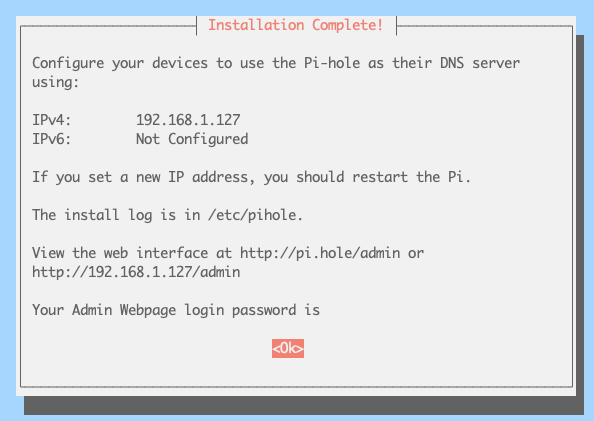 Installation Complete!
Configure your devices to use the Pi-hole as their DNS server
using:
IPv4: 192.168.1.127
IPv6: Not Configured
If you set a new IP address, you should restart the Pi.
The install log is in /etc/pihole.
View the web interface at http://pi.hole/admin or
http://192.168.1.127/admin
Your Admin Webpage login password is
<Ok>